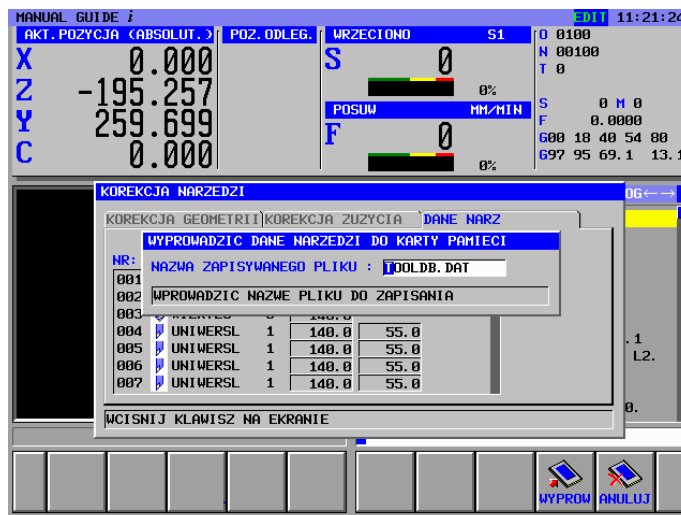 MANUAL GUIDE i EDIT 11:21:24
AKT.POZYCJA (ABSOLUT.) POZ.ODLEG. WRZECIONO S1 O 0100
X 0.000 S 0 N 00100
T 0
Z -195.257 0% S 0 M 0
Y 259.699 POSUW MM/MIN F 0.0000
F 0 G00 18 40 54 80
C 0.000 0% G97 95 69.1 13.1
KOREKCJA NARZEDZI OG←→
KOREKCJA GEOMETRII KOREKCJA ZUZYCIA DANE NARZ
WYPROWADZIC DANE NARZEDZI DO KARTY PAMIECI
NR: NAZWA ZAPISYWANEGO PLIKU : TOOLDB.DAT
001
002 WPROWADZIC NAZWE PLIKU DO ZAPISANIA
003
004 UNIWERSL 1 140.0 55.0
005 UNIWERSL 1 140.0 55.0 .1
006 UNIWERSL 1 140.0 55.0 L2.
007 UNIWERSL 1 140.0 55.0
WCISNIJ KLAWISZ NA EKRANIE 0.
WYPROW ANULUJ